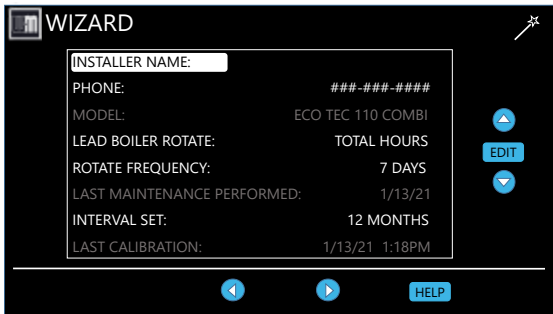 m WIZARD
INSTALLER NAME:
PHONE: ###-###-####
MODEL: ECO TEC 110 COMBI
LEAD BOILER ROTATE: TOTAL HOURS
ROTATE FREQUENCY: 7 DAYS
LAST MAINTENANCE PERFORMED: 1/13/21
INTERVAL SET: 12 MONTHS
LAST CALIBRATION: 1/13/21 1:18PM
EDIT
HELP